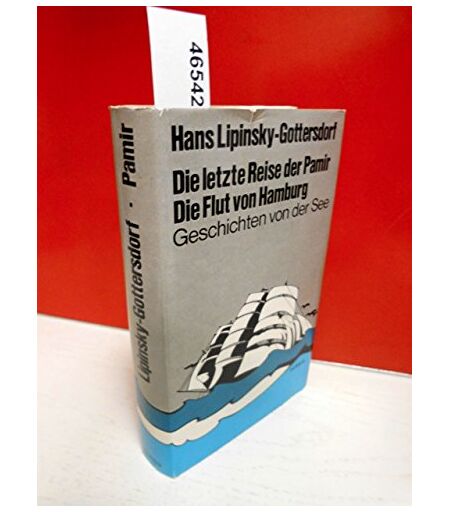 46542
Hans Lipinsky-Gottersdorf
Die letzte Reise der Pamir
Die Flut von Hamburg
Geschichten von der See
Lipinsky-Gottersdorf · Pamir